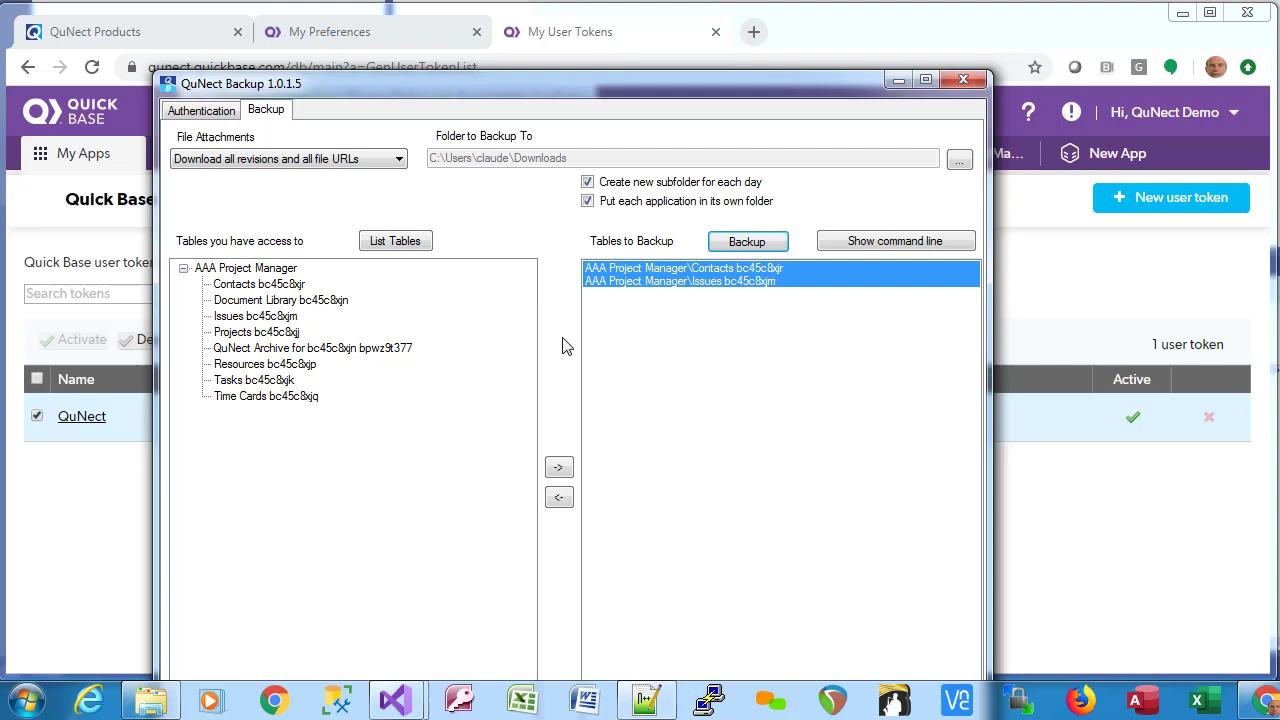 QuNect Products
My Preferences
My User Tokens
qunect.quickbase.com/db/main?a=GenUserTokenList
QuNect Backup 1.0.1.5
QUICK BASE
Hi, QuNect Demo
My Apps
Ma...
New App
Authentication
Backup
File Attachments
Folder to Backup To
Download all revisions and all file URLs
C:\Users\claude\Downloads
...
Create new subfolder for each day
Put each application in its own folder
Quick Base
New user token
Tables you have access to
List Tables
Tables to Backup
Backup
Show command line
Quick Base user token
Search tokens
AAA Project Manager
Contacts bc45c8xjr
Document Library bc45c8xjn
Issues bc45c8xjm
Projects bc45c8xjj
QuNect Archive for bc45c8xjn bpwz9t377
Resources bc45c8xjp
Tasks bc45c8xjk
Time Cards bc45c8xjq
AAA Project Manager\Contacts bc45c8xjr
AAA Project Manager\Issues bc45c8xjm
Activate
De
1 user token
Name
Active
QuNect
->
<-